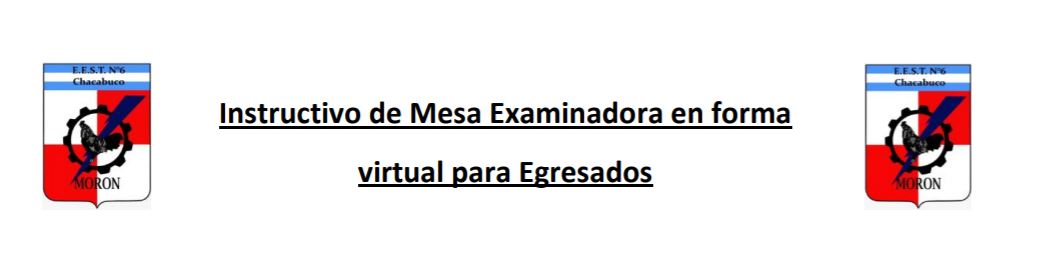 E.E.S.T. N°6
Chacabuco
MORON
Instructivo de Mesa Examinadora en forma
virtual para Egresados
E.E.S.T. N°6
Chacabuco
MORON